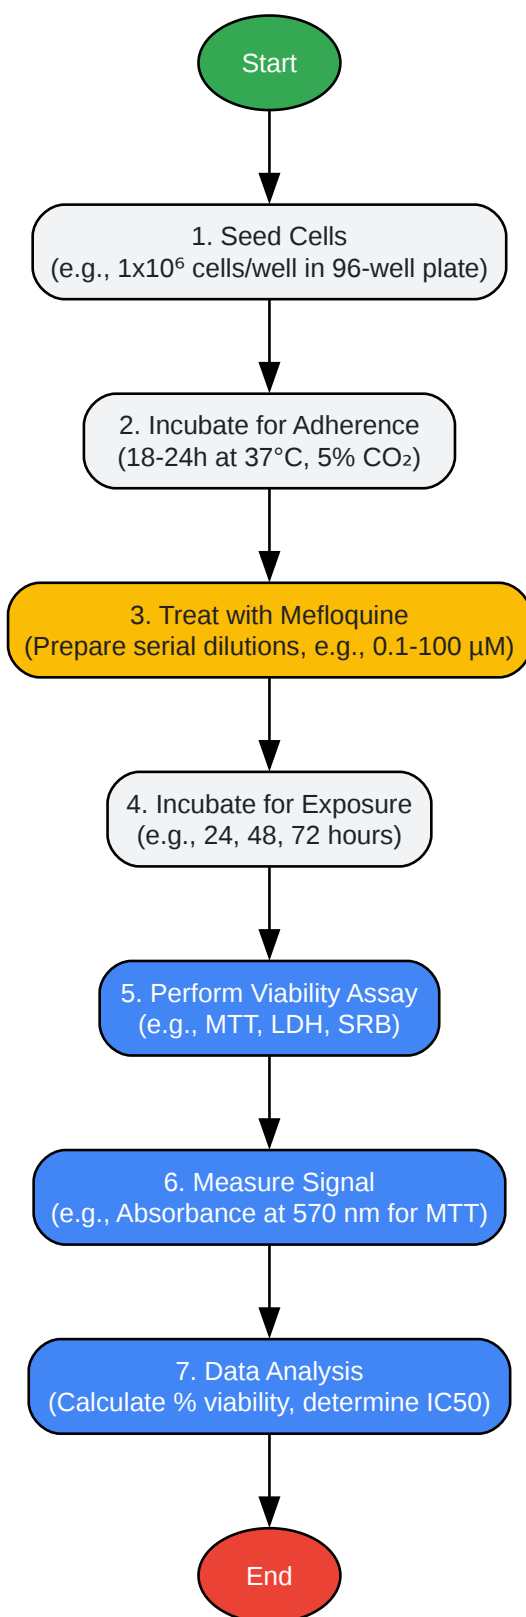 Start
1. Seed Cells
(e.g., 1x10⁶ cells/well in 96-well plate)
2. Incubate for Adherence
(18-24h at 37°C, 5% CO₂)
3. Treat with Mefloquine
(Prepare serial dilutions, e.g., 0.1-100 µM)
4. Incubate for Exposure
(e.g., 24, 48, 72 hours)
5. Perform Viability Assay
(e.g., MTT, LDH, SRB)
6. Measure Signal
(e.g., Absorbance at 570 nm for MTT)
7. Data Analysis
(Calculate % viability, determine IC50)
End